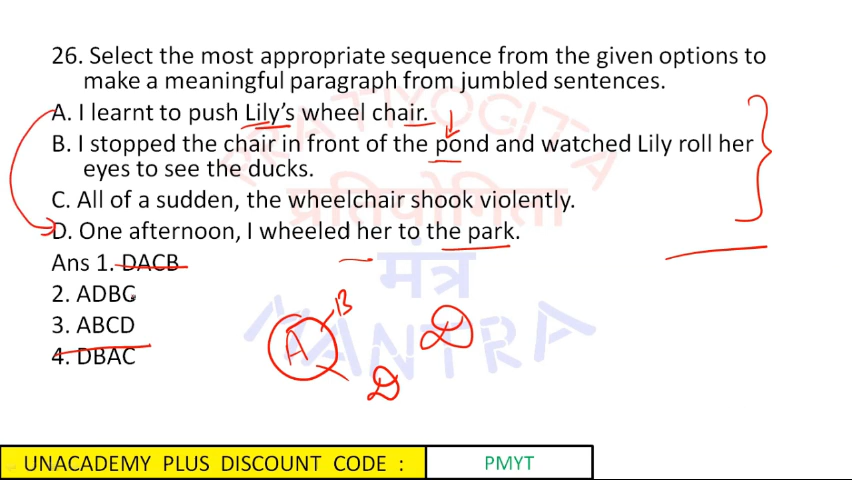 26. Select the most appropriate sequence from the given options to
make a meaningful paragraph from jumbled sentences.
A. I learnt to push Lily's wheel chair.
B. I stopped the chair in front of the pond and watched Lily roll her
eyes to see the ducks.
C. All of a sudden, the wheelchair shook violently.
D. One afternoon, I wheeled her to the park.
Ans 1. DACB
2. ADBC
3. ABCD
4. DBAC
A B
D
D
PRATIYOGITA
प्रतियोगिता
मंत्र
MANTRA
UNACADEMY PLUS DISCOUNT CODE :
PMYT